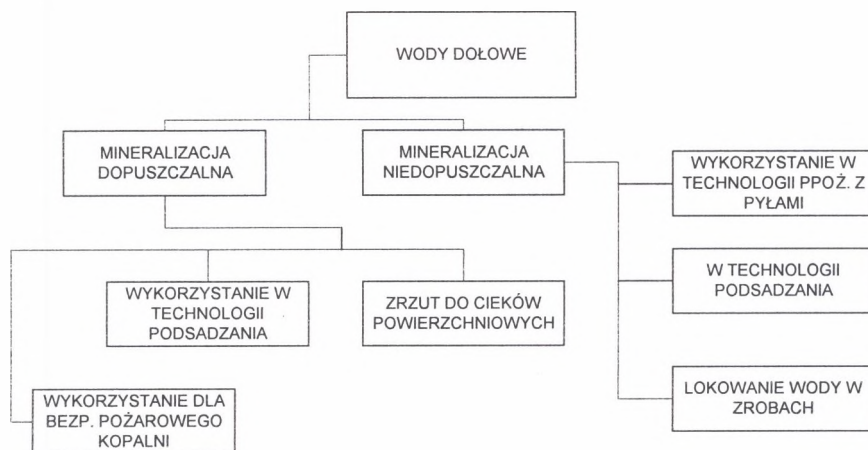 WODY DOŁOWE
MINERALIZACJA
DOPUSZCZALNA
MINERALIZACJA
NIEDOPUSZCZALNA
WYKORZYSTANIE W
TECHNOLOGII PPOŻ. Z
PYŁAMI
WYKORZYSTANIE W
TECHNOLOGII
PODSADZANIA
ZRZUT DO CIEKÓW
POWIERZCHNIOWYCH
W TECHNOLOGII
PODSADZANIA
WYKORZYSTANIE DLA
BEZP. POŻAROWEGO
KOPALNI
LOKOWANIE WODY W
ZROBACH